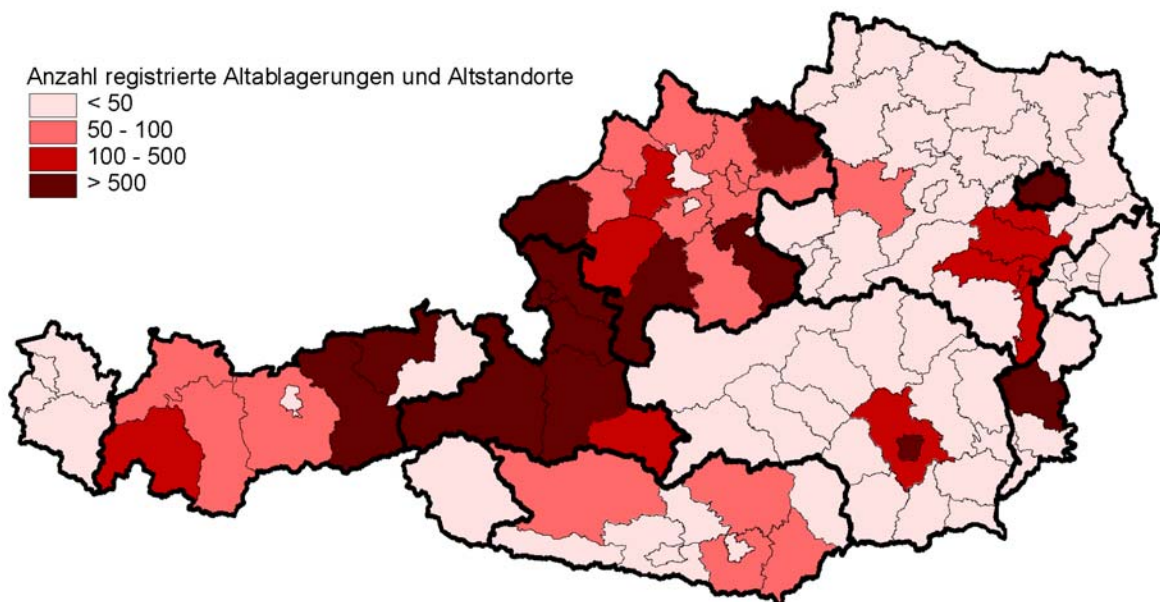 Anzahl registrierte Altablagerungen und Altstandorte
< 50
50 - 100
100 - 500
> 500